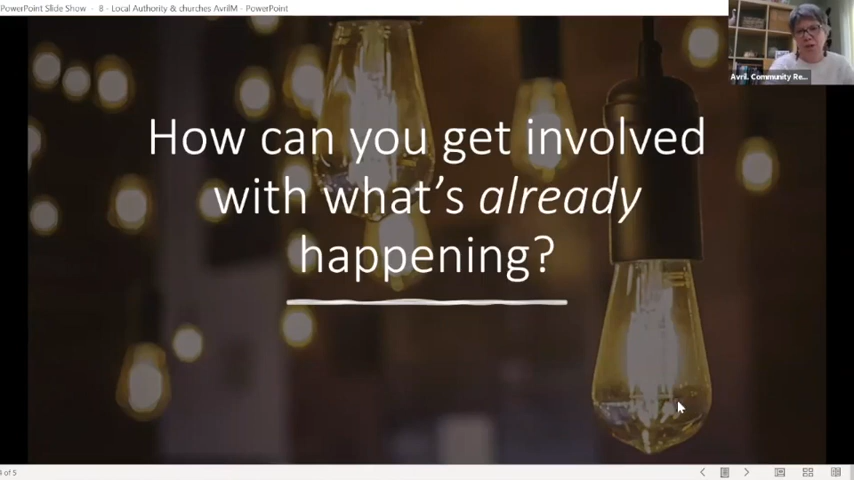 PowerPoint Slide Show - B - Local Authority & churches AvrilM - PowerPoint
Avril. Community Re...
How can you get involved
with what's already
happening?
4 of 5